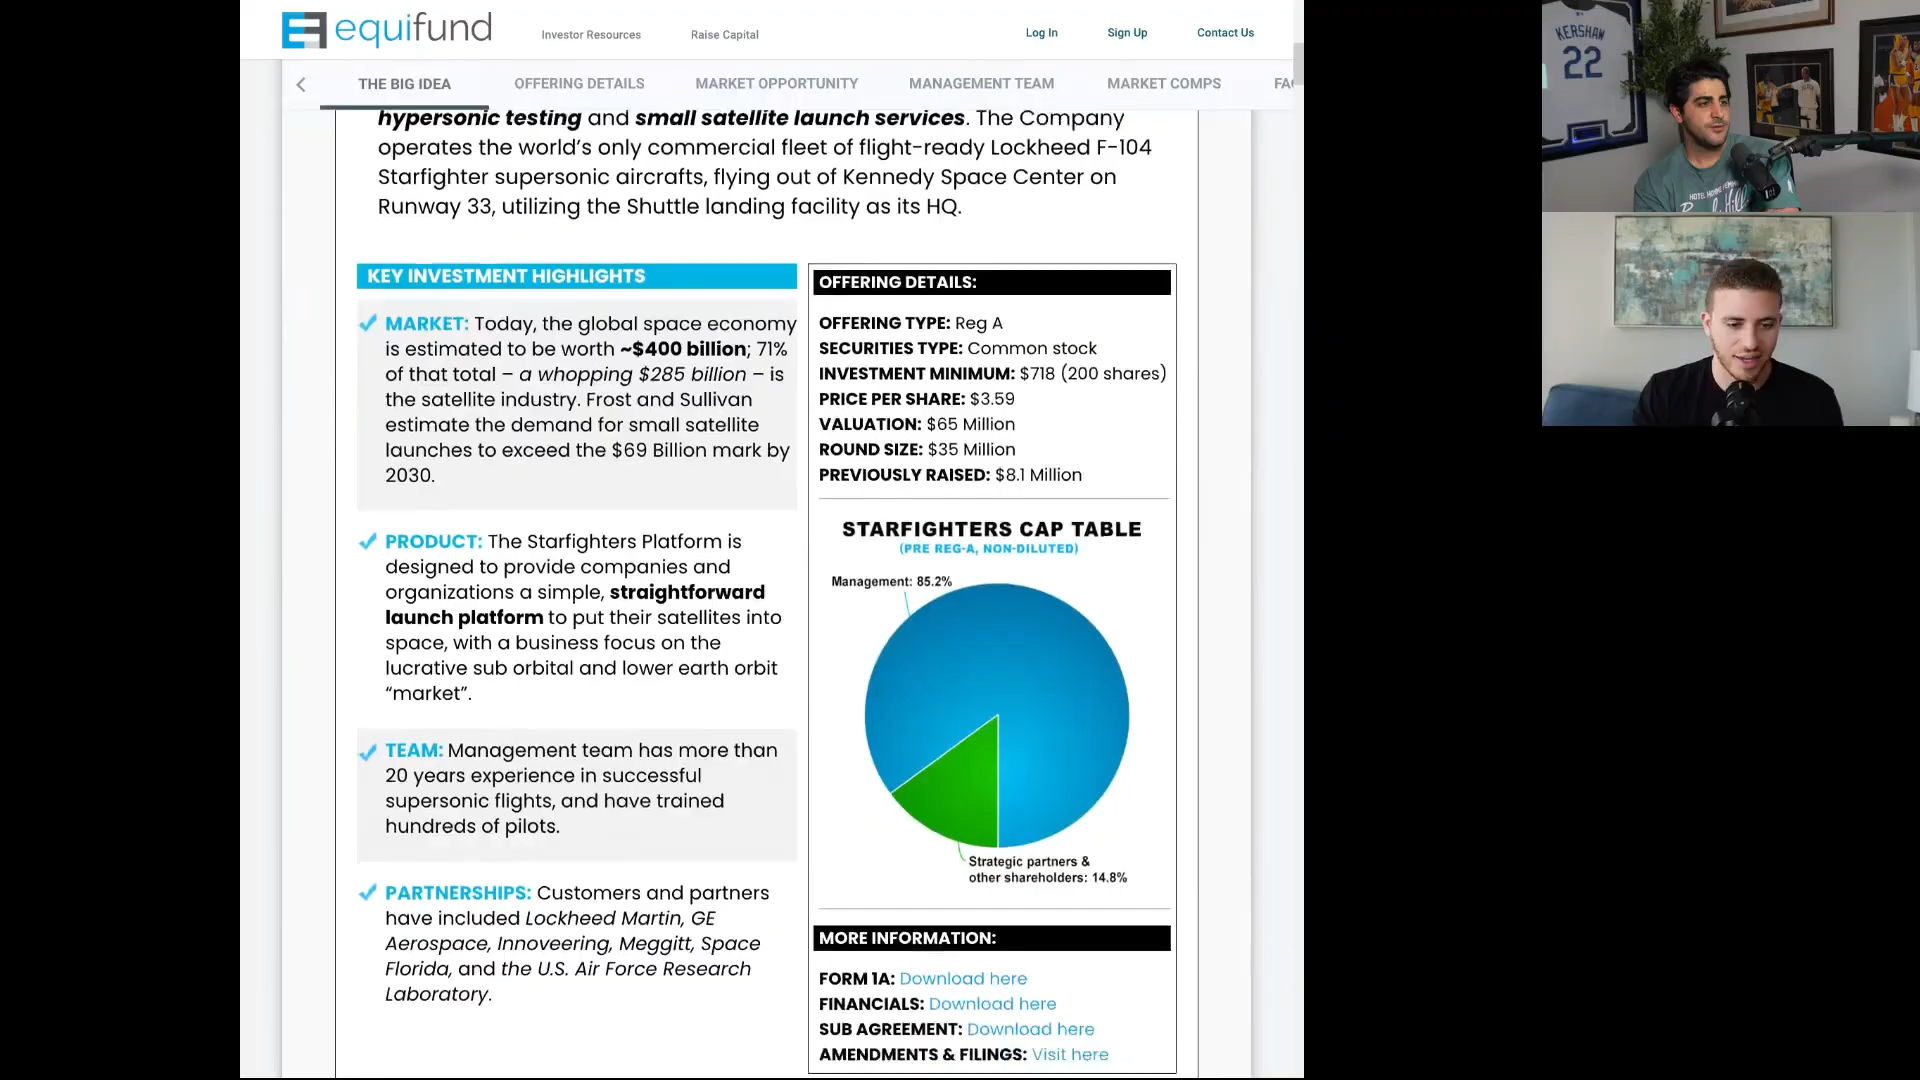 equifund
Investor Resources
Raise Capital
Log In
Sign Up
Contact Us
THE BIG IDEA
OFFERING DETAILS
MARKET OPPORTUNITY
MANAGEMENT TEAM
MARKET COMPS
hypersonic testing and small satellite launch services. The Company
operates the world's only commercial fleet of flight-ready Lockheed F-104
Starfighter supersonic aircrafts, flying out of Kennedy Space Center on
Runway 33, utilizing the Shuttle landing facility as its HQ.
KEY INVESTMENT HIGHLIGHTS
MARKET: Today, the global space economy
is estimated to be worth ~$400 billion; 71%
of that total – a whopping $285 billion – is
the satellite industry. Frost and Sullivan
estimate the demand for small satellite
launches to exceed the $69 Billion mark by
2030.
PRODUCT: The Starfighters Platform is
designed to provide companies and
organizations a simple, straightforward
launch platform to put their satellites into
space, with a business focus on the
lucrative sub orbital and lower earth orbit
“market”.
TEAM: Management team has more than
20 years experience in successful
supersonic flights, and have trained
hundreds of pilots.
PARTNERSHIPS: Customers and partners
have included Lockheed Martin, GE
Aerospace, Innoveering, Meggitt, Space
Florida, and the U.S. Air Force Research
Laboratory.
OFFERING DETAILS:
OFFERING TYPE: Reg A
SECURITIES TYPE: Common stock
INVESTMENT MINIMUM: $718 (200 shares)
PRICE PER SHARE: $3.59
VALUATION: $65 Million
ROUND SIZE: $35 Million
PREVIOUSLY RAISED: $8.1 Million
STARFIGHTERS CAP TABLE
(PRE REG-A, NON-DILUTED)
Management: 85.2%
Strategic partners &
other shareholders: 14.8%
MORE INFORMATION:
FORM 1A: Download here
FINANCIALS: Download here
SUB AGREEMENT: Download here
AMENDMENTS & FILINGS: Visit here
KERSHAW
22